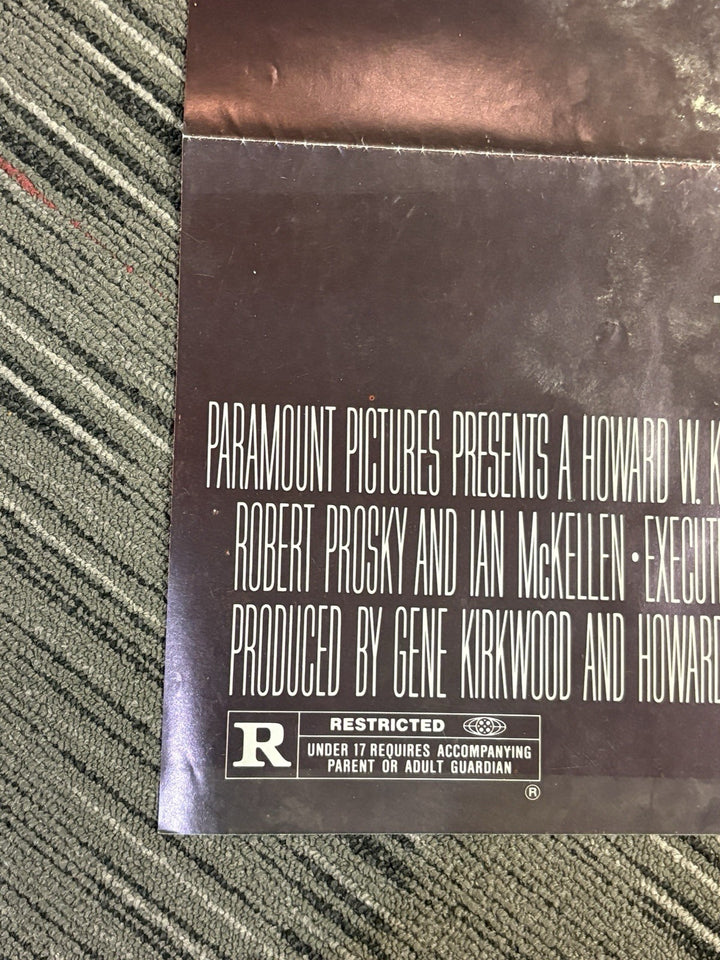 PARAMOUNT PICTURES PRESENTS A HOWARD W. K
ROBERT PROSKY AND IAN McKELLEN • EXECUT
PRODUCED BY GENE KIRKWOOD AND HOWARD
R
RESTRICTED
UNDER 17 REQUIRES ACCOMPANYING
PARENT OR ADULT GUARDIAN
®